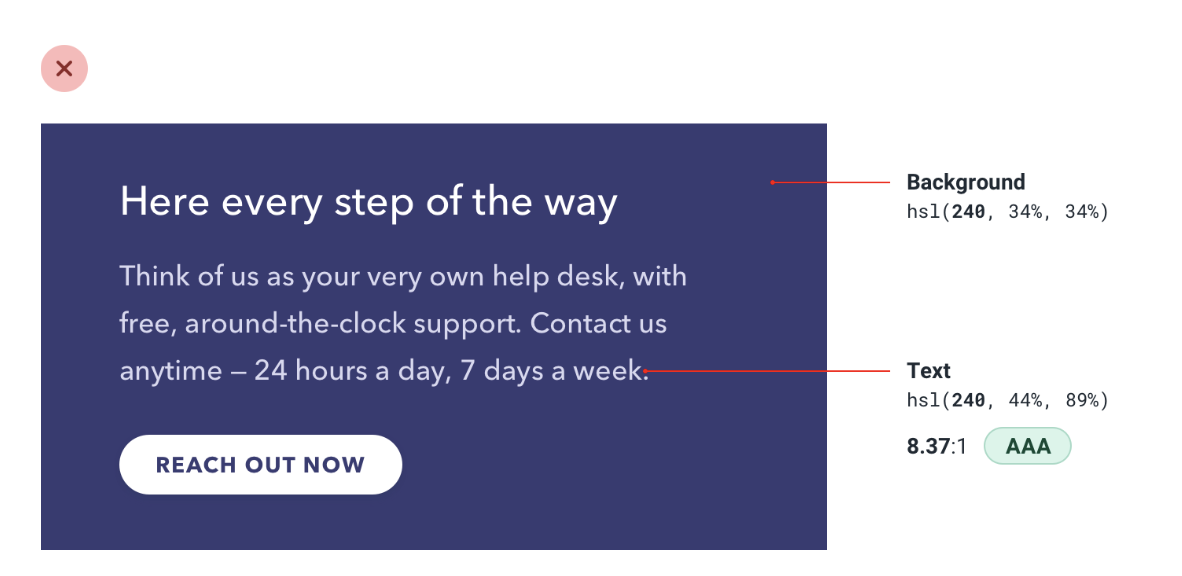 Here every step of the way
Think of us as your very own help desk, with
free, around-the-clock support. Contact us
anytime – 24 hours a day, 7 days a week.
REACH OUT NOW
Background
hsl(240, 34%, 34%)
Text
hsl(240, 44%, 89%)
8.37:1 AAA